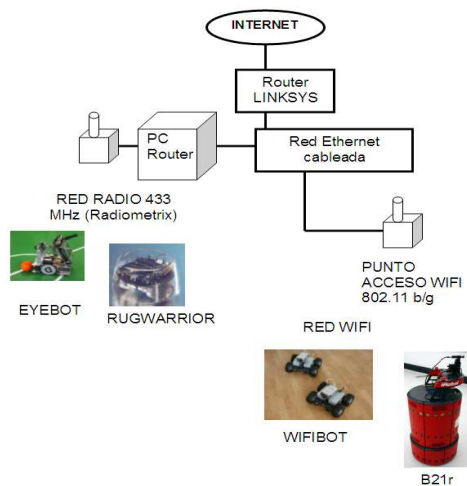 INTERNET
Router
LINKSYS
PC
Router
Red Ethernet
cableada
RED RADIO 433
MHz (Radiometrix)
PUNTO
ACCESO WIFI
802.11 b/g
EYEBOT
RUGWARRIOR
RED WIFI
WIFIBOT
B21r